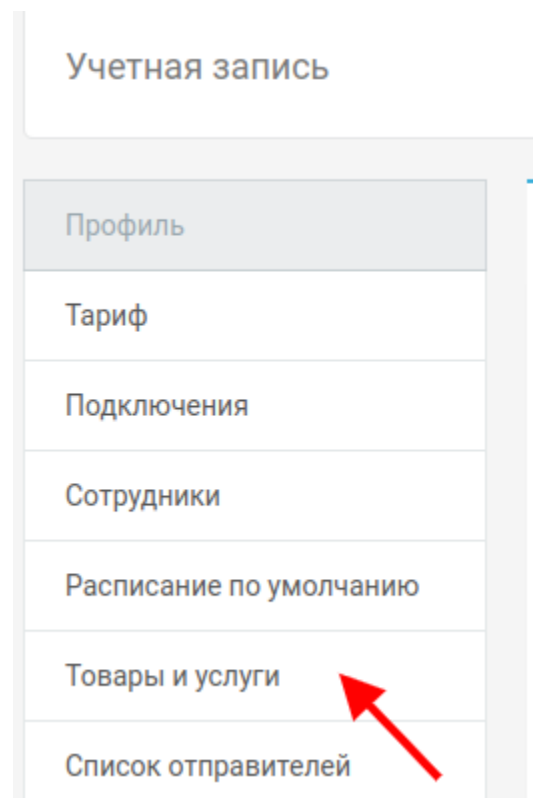 Учетная запись
Профиль
Тариф
Подключения
Сотрудники
Расписание по умолчанию
Товары и услуги
Список отправителей